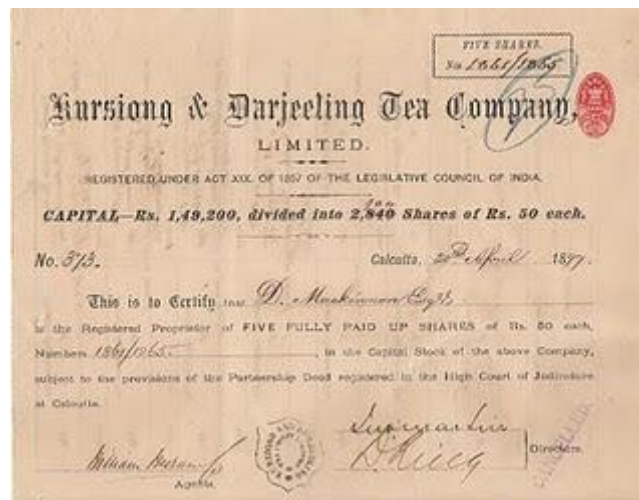 FIVE SHARES.
No. 1861/1865
Kursiong & Darjeeling Tea Company,
LIMITED.
REGISTERED UNDER ACT XIX. OF 1857 OF THE LEGISLATIVE COUNCIL OF INDIA.
CAPITAL—Rs. 1,49,200, divided into 2,840 Shares of Rs. 50 each.
No. 373. Calcutta, 20th April 1897.
This is to Certify that D. Mackinnon Esqr.
is the Registered Proprietor of FIVE FULLY PAID UP SHARES of Rs. 50 each,
Numbers 1861/1865. , in the Capital Stock of the above Company,
subject to the provisions of the Partnership Deed registered in the High Court of Judicature
at Calcutta.
Directors.
Agents.
CANCELLED.